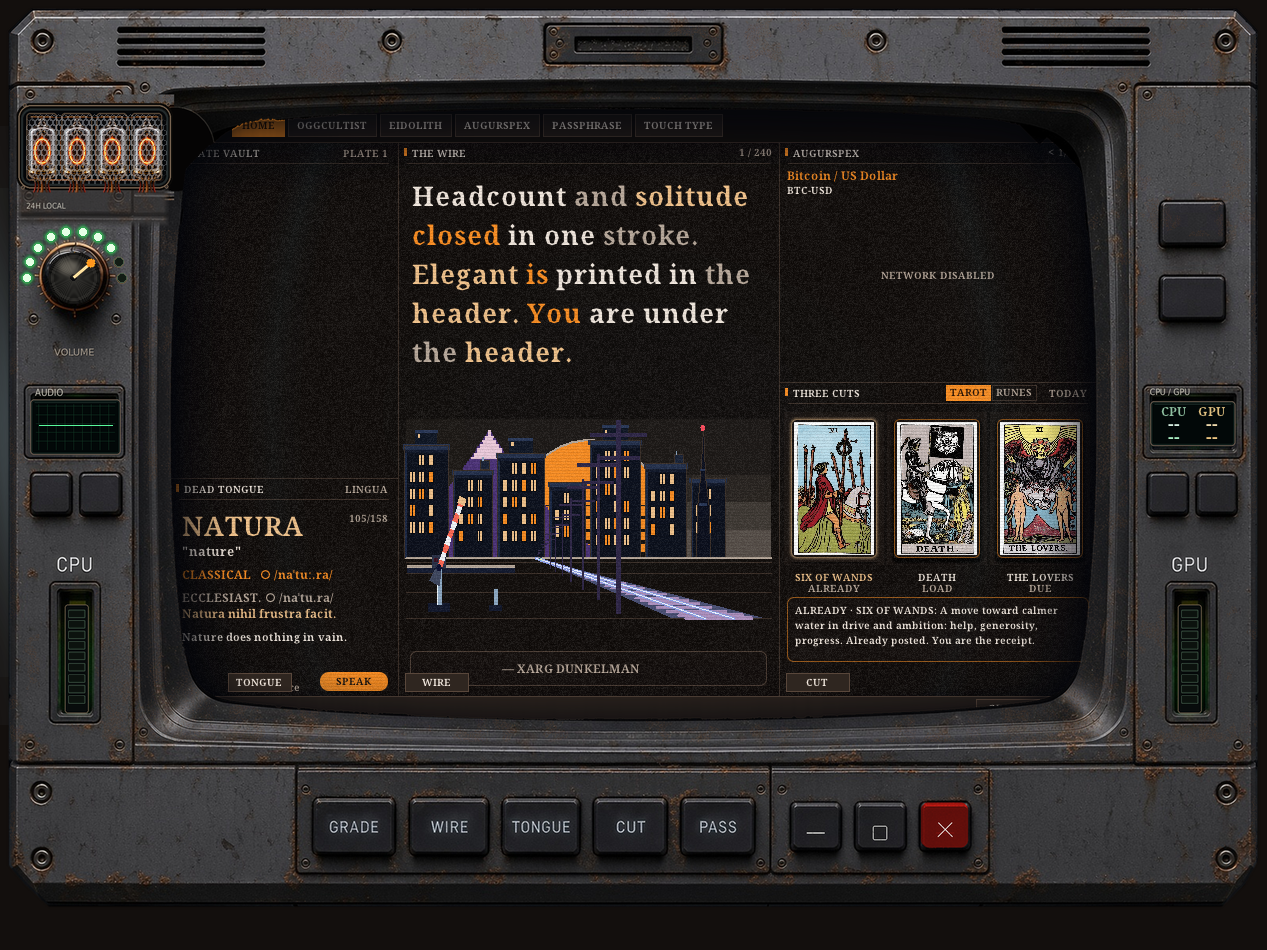 HOME
OGGCULTIST
EIDOLITH
AUGURSPEX
PASSPHRASE
TOUCH TYPE
24H LOCAL
VOLUME
AUDIO
CPU
VAULT
PLATE 1
DEAD TONGUE
LINGUA
NATURA
105/158
"nature"
CLASSICAL /naˈtuː.ra/
ECCLESIAST. /naˈtu.ra/
Natura nihil frustra facit.
Nature does nothing in vain.
TONGUE
SPEAK
THE WIRE
1 / 240
Headcount and solitude
closed in one stroke.
Elegant is printed in the
header. You are under
the header.
— XARG DUNKELMAN
WIRE
AUGURSPEX
Bitcoin / US Dollar
BTC-USD
NETWORK DISABLED
THREE CUTS
TAROT
RUNES
TODAY
VI
DEATH.
VI
THE LOVERS.
SIX OF WANDS
ALREADY
DEATH
LOAD
THE LOVERS
DUE
ALREADY · SIX OF WANDS: A move toward calmer
water in drive and ambition: help, generosity,
progress. Already posted. You are the receipt.
CUT
CPU / GPU
CPU GPU
-- --
-- --
GPU
GRADE
WIRE
TONGUE
CUT
PASS